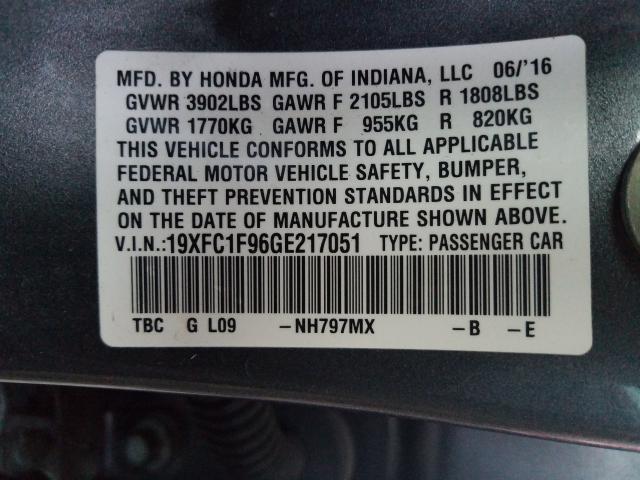 MFD. BY HONDA MFG. OF INDIANA, LLC 06/'16
GVWR 3902LBS GAWR F 2105LBS R 1808LBS
GVWR 1770KG GAWR F 955KG R 820KG
THIS VEHICLE CONFORMS TO ALL APPLICABLE
FEDERAL MOTOR VEHICLE SAFETY, BUMPER,
AND THEFT PREVENTION STANDARDS IN EFFECT
ON THE DATE OF MANUFACTURE SHOWN ABOVE.
V.I.N.:19XFC1F96GE217051 TYPE: PASSENGER CAR
TBC G L09 -NH797MX -B -E